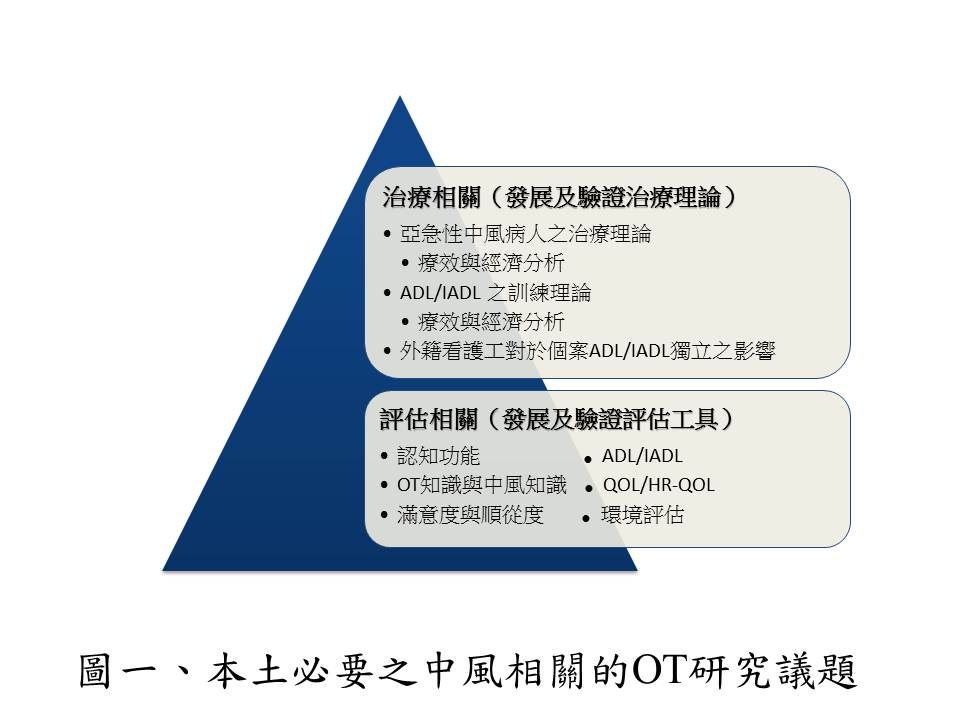 治療相關（發展及驗證治療理論）
• 亞急性中風病人之治療理論
• 療效與經濟分析
• ADL/IADL 之訓練理論
• 療效與經濟分析
• 外籍看護工對於個案ADL/IADL獨立之影響
評估相關（發展及驗證評估工具）
• 認知功能 • ADL/IADL
• OT知識與中風知識 • QOL/HR-QOL
• 滿意度與順從度 • 環境評估
圖一、本土必要之中風相關的OT研究議題